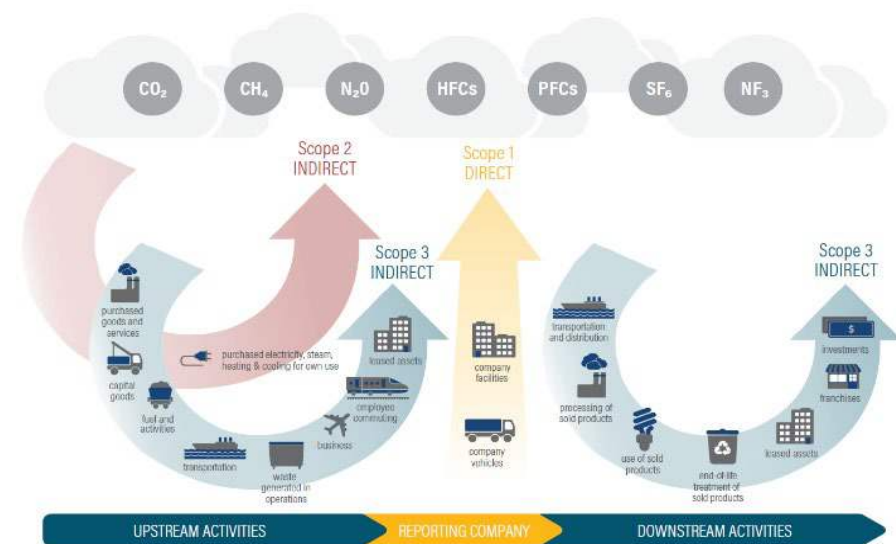 CO₂
CH₄
N₂O
HFCs
PFCs
SF₆
NF₃
Scope 2
INDIRECT
Scope 1
DIRECT
Scope 3
INDIRECT
Scope 3
INDIRECT
purchased
goods and
services
capital
goods
fuel and
activities
transportation
waste
generated in
operations
business
employee
commuting
leased assets
purchased electricity, steam,
heating & cooling for own use
company
facilities
company
vehicles
transportation
and distribution
processing of
sold products
use of sold
products
end-of-life
treatment of
sold products
leased assets
franchises
investments
$
UPSTREAM ACTIVITIES
REPORTING COMPANY
DOWNSTREAM ACTIVITIES